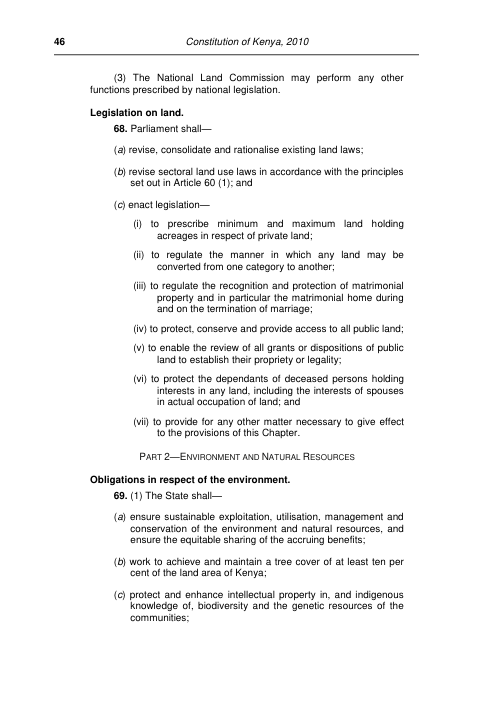 46 Constitution of Kenya, 2010
(3) The National Land Commission may perform any other
functions prescribed by national legislation.
Legislation on land.
68. Parliament shall—
(a) revise, consolidate and rationalise existing land laws;
(b) revise sectoral land use laws in accordance with the principles
set out in Article 60 (1); and
(c) enact legislation—
(i) to prescribe minimum and maximum land holding
acreages in respect of private land;
(ii) to regulate the manner in which any land may be
converted from one category to another;
(iii) to regulate the recognition and protection of matrimonial
property and in particular the matrimonial home during
and on the termination of marriage;
(iv) to protect, conserve and provide access to all public land;
(v) to enable the review of all grants or dispositions of public
land to establish their propriety or legality;
(vi) to protect the dependants of deceased persons holding
interests in any land, including the interests of spouses
in actual occupation of land; and
(vii) to provide for any other matter necessary to give effect
to the provisions of this Chapter.
PART 2—ENVIRONMENT AND NATURAL RESOURCES
Obligations in respect of the environment.
69. (1) The State shall—
(a) ensure sustainable exploitation, utilisation, management and
conservation of the environment and natural resources, and
ensure the equitable sharing of the accruing benefits;
(b) work to achieve and maintain a tree cover of at least ten per
cent of the land area of Kenya;
(c) protect and enhance intellectual property in, and indigenous
knowledge of, biodiversity and the genetic resources of the
communities;